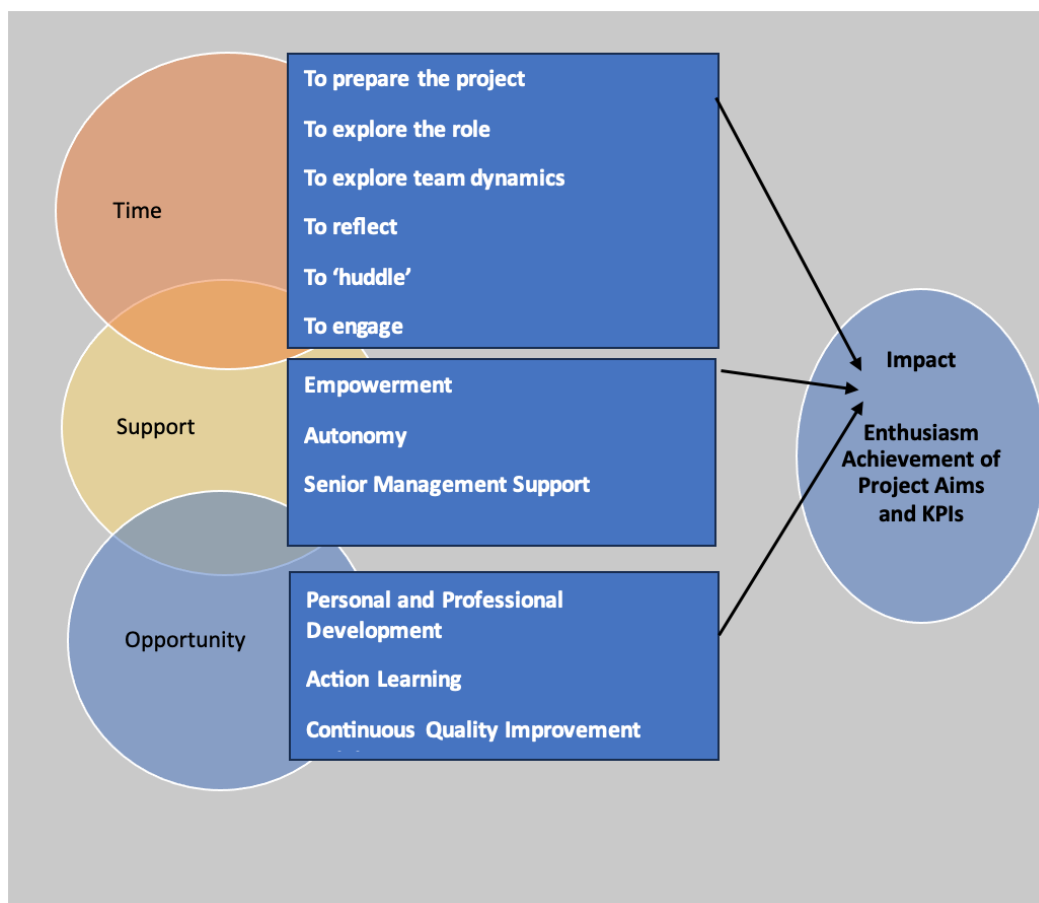 Time
To prepare the project
To explore the role
To explore team dynamics
To reflect
To ‘huddle’
To engage
Support
Empowerment
Autonomy
Senior Management Support
Opportunity
Personal and Professional
Development
Action Learning
Continuous Quality Improvement
Impact
Enthusiasm
Achievement of
Project Aims
and KPIs